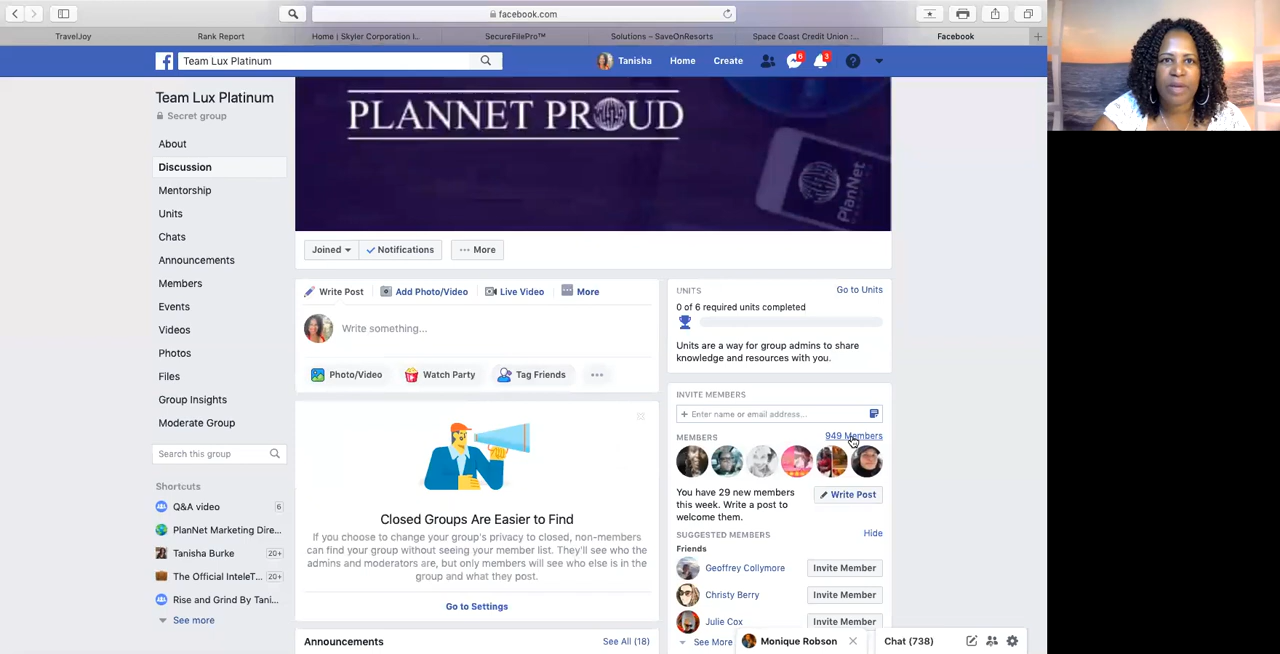 facebook.com
TravelJoy
Rank Report
Home | Skyler Corporation I...
SecureFilePro™
Solutions – SaveOnResorts
Space Coast Credit Union :...
Facebook
Team Lux Platinum
Tanisha
Home
Create
6
3
Team Lux Platinum
Secret group
About
Discussion
Mentorship
Units
Chats
Announcements
Members
Events
Videos
Photos
Files
Group Insights
Moderate Group
Search this group
Shortcuts
Q&A video 6
PlanNet Marketing Dire...
Tanisha Burke 20+
The Official InteleT... 20+
Rise and Grind By Tani...
See more
PLANNET PROUD
PlanNet
Joined
Notifications
More
Write Post
Add Photo/Video
Live Video
More
Write something...
Photo/Video
Watch Party
Tag Friends
Closed Groups Are Easier to Find
If you choose to change your group's privacy to closed, non-members
can find your group without seeing your member list. They'll see who the
admins and moderators are, but only members will see who else is in the
group and what they post.
Go to Settings
Announcements
See All (18)
UNITS
Go to Units
0 of 6 required units completed
Units are a way for group admins to share
knowledge and resources with you.
INVITE MEMBERS
+ Enter name or email address...
MEMBERS
949 Members
You have 29 new members
this week. Write a post to
welcome them.
Write Post
SUGGESTED MEMBERS
Hide
Friends
Geoffrey Collymore
Invite Member
Christy Berry
Invite Member
Julie Cox
Invite Member
See More
Monique Robson
Chat (738)